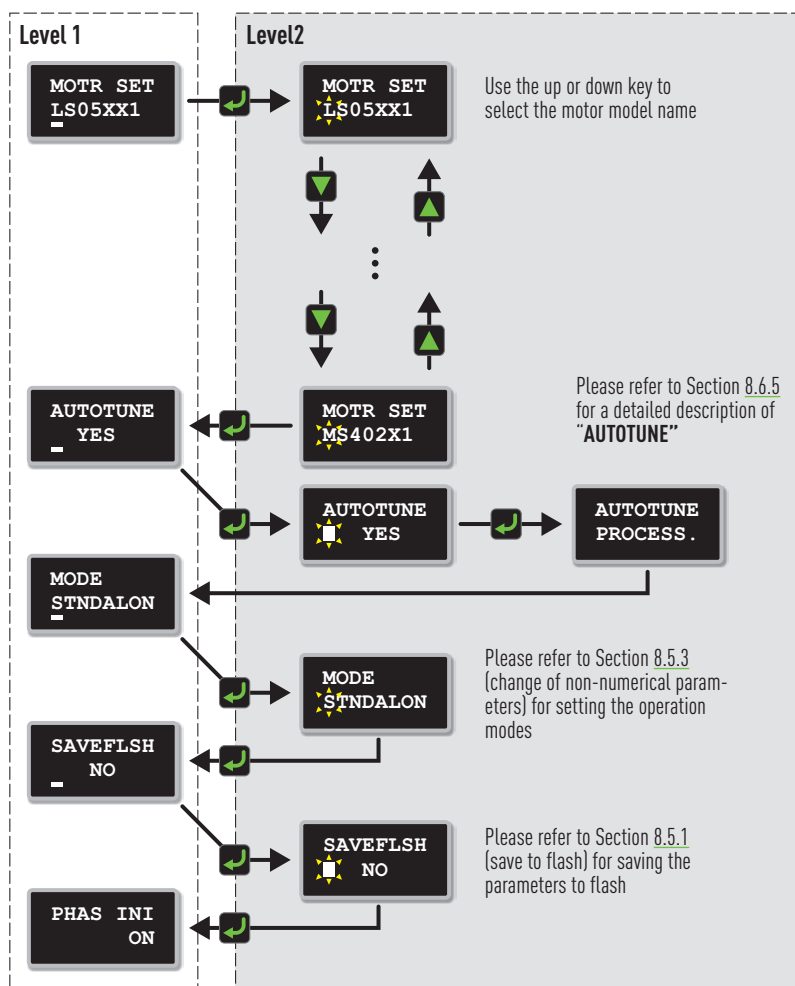 Level 1
Level2
MOTR SET
LS05XX1
MOTR SET
LS05XX1
Use the up or down key to
select the motor model name
Please refer to Section 8.6.5
for a detailed description of
"AUTOTUNE"
AUTOTUNE
YES
MOTR SET
MS402X1
AUTOTUNE
YES
AUTOTUNE
PROCESS.
MODE
STNDALON
MODE
STNDALON
Please refer to Section 8.5.3
(change of non-numerical param-
eters) for setting the operation
modes
SAVEFLSH
NO
SAVEFLSH
NO
Please refer to Section 8.5.1
(save to flash) for saving the
parameters to flash
PHAS INI
ON